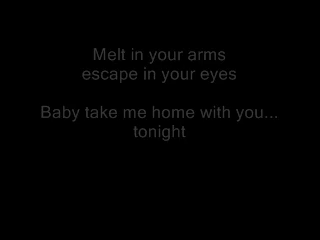 Melt in your arms
escape in your eyes
Baby take me home with you...
tonight